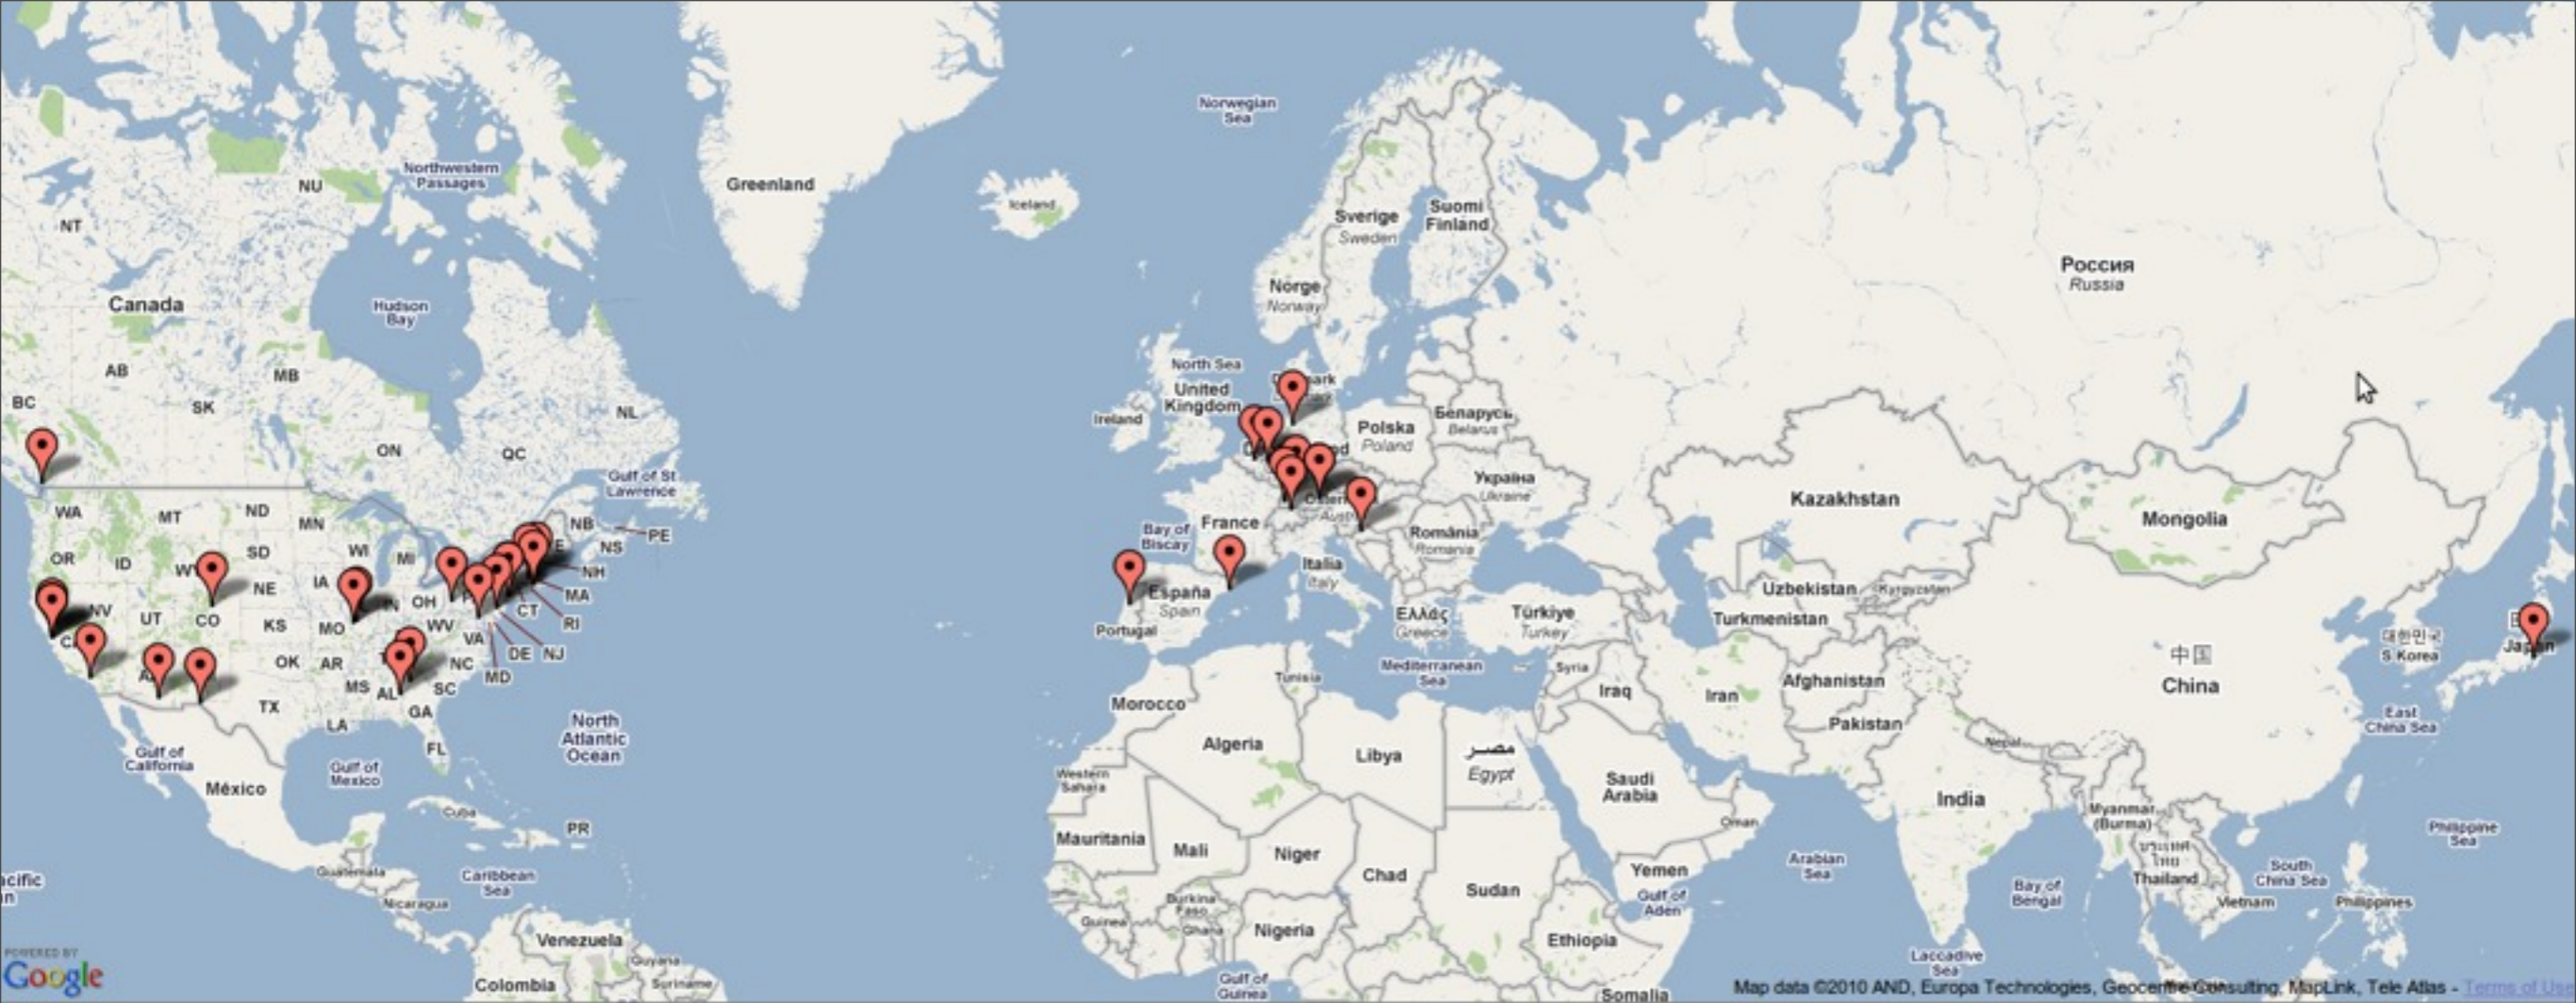 Greenland
Iceland
Norwegian
Sea
Northwestern
Passages
NU
NT
Canada
Hudson
Bay
AB
MB
BC
SK
ON
QC
NL
Gulf of St
Lawrence
WA
MT
ND
MN
NB
PE
OR
ID
SD
WI
MI
NS
NH
NV
UT
CO
NE
IA
OH
MA
CT
RI
KS
MO
WV
VA
DE
NJ
MD
OK
AR
NC
SC
TX
MS
AL
GA
LA
FL
North
Atlantic
Ocean
Gulf of
California
Gulf of
Mexico
México
Cuba
PR
Guatemala
Caribbean
Sea
Nicaragua
Venezuela
Colombia
Guyana
Suriname
Sverige
Sweden
Suomi
Finland
Norge
Norway
Россия
Russia
North Sea
United
Kingdom
Ireland
Polska
Poland
Беларусь
Belarus
Україна
Ukraine
Bay of
Biscay
France
România
Romania
Italia
Italy
España
Spain
Portugal
Ελλάς
Greece
Türkiye
Turkey
Mediterranean
Sea
Kazakhstan
Mongolia
Uzbekistan
Kyrgyzstan
Turkmenistan
Syria
Iraq
Iran
Afghanistan
Pakistan
中国
China
대한민국
S Korea
Japan
East
China Sea
Nepal
India
Tunisia
Morocco
Algeria
Libya
مصر
Egypt
Saudi
Arabia
Western
Sahara
Mauritania
Mali
Niger
Chad
Sudan
Oman
Yemen
Gulf of
Aden
Arabian
Sea
Burkina
Faso
Guinea
Ghana
Nigeria
Ethiopia
Gulf of
Guinea
Somalia
Myanmar
(Burma)
Thailand
Vietnam
Bay of
Bengal
South
China Sea
Philippines
Philippine
Sea
Laccadive
Sea
POWERED BY
Google
Map data ©2010 AND, Europa Technologies, Geocentre Consulting, MapLink, Tele Atlas - Terms of Use